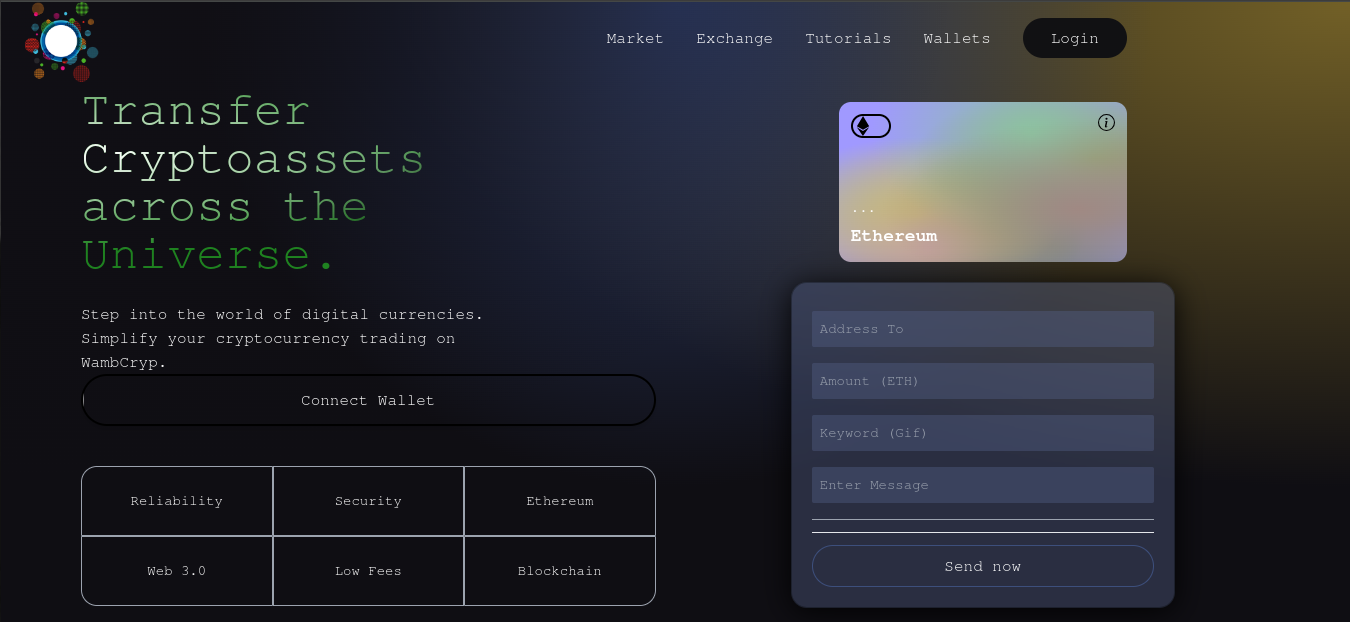 Market Exchange Tutorials Wallets Login
Transfer
Cryptoassets
across the
Universe.
Step into the world of digital currencies.
Simplify your cryptocurrency trading on
WambCryp.
Connect Wallet
Reliability Security Ethereum
Web 3.0 Low Fees Blockchain
...
Ethereum
Address To
Amount (ETH)
Keyword (Gif)
Enter Message
Send now